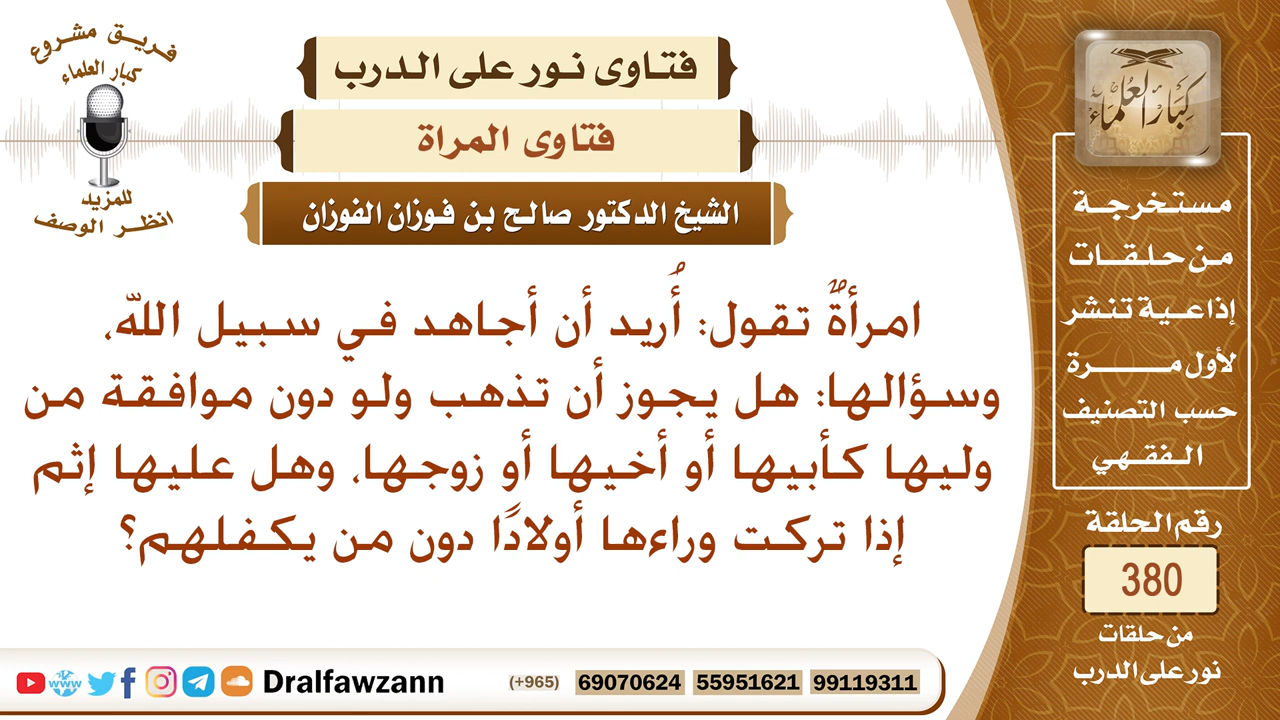 فريق مشروع
كبار العلماء
للمزيد
انظر الوصف
فتاوى نور على الدرب
فتاوى المراة
الشيخ الدكتور صالح بن فوزان الفوزان
امرأةٌ تقول: أُريد أن أجاهد في سبيل اللّه،
وسؤالها: هل يجوز أن تذهب ولو دون موافقة من
وليها كأبيها أو أخيها أو زوجها، وهل عليها إثم
إذا تركت وراءها أولادًا دون من يكفلهم؟
كبار العلماء
مستخرجة
من حلقات
إذاعية تنشر
لأول مرة
حسب التصنيف
الفقهي
رقم الحلقة
380
من حلقات
نور على الدرب
www
Dralfawzann
(+965) 69070624 55951621 99119311